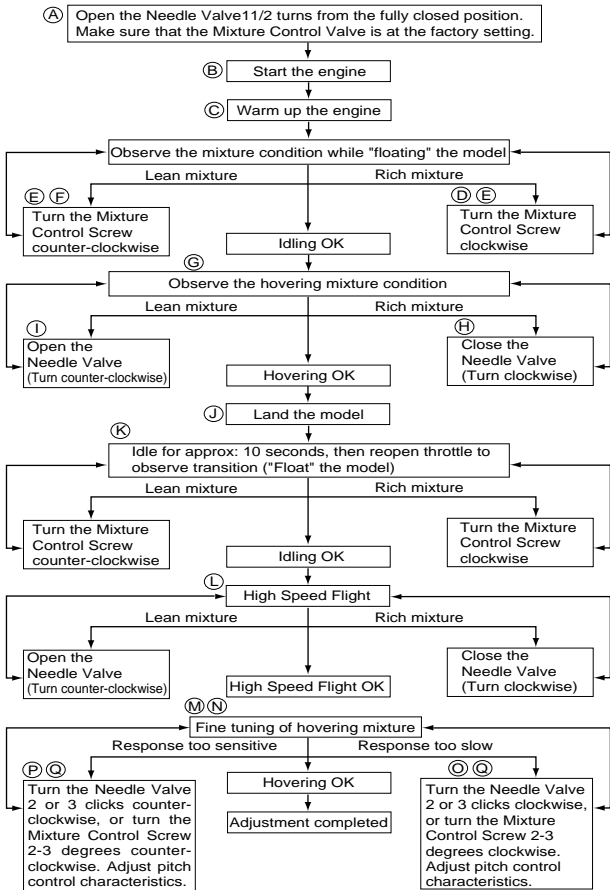 A
Open the Needle Valve11/2 turns from the fully closed position.
Make sure that the Mixture Control Valve is at the factory setting.
B
Start the engine
C
Warm up the engine
Observe the mixture condition while "floating" the model
Lean mixture
Rich mixture
E F
Turn the Mixture
Control Screw
counter-clockwise
D E
Turn the Mixture
Control Screw
clockwise
Idling OK
G
Observe the hovering mixture condition
Lean mixture
Rich mixture
I
Open the
Needle Valve
(Turn counter-clockwise)
H
Close the
Needle Valve
(Turn clockwise)
Hovering OK
J
Land the model
K
Idle for approx: 10 seconds, then reopen throttle to
observe transition ("Float" the model)
Lean mixture
Rich mixture
Turn the Mixture
Control Screw
counter-clockwise
Turn the Mixture
Control Screw
clockwise
Idling OK
L
High Speed Flight
Lean mixture
Rich mixture
Open the
Needle Valve
(Turn counter-clockwise)
Close the
Needle Valve
(Turn clockwise)
High Speed Flight OK
M N
Fine tuning of hovering mixture
Response too sensitive
Response too slow
P Q
Turn the Needle Valve
2 or 3 clicks counter-
clockwise, or turn the
Mixture Control Screw
2-3 degrees counter-
clockwise. Adjust pitch
control characteristics.
O Q
Turn the Needle Valve
2 or 3 clicks clockwise,
or turn the Mixture
Control Screw 2-3
degrees clockwise.
Adjust pitch control
characteristics.
Hovering OK
Adjustment completed